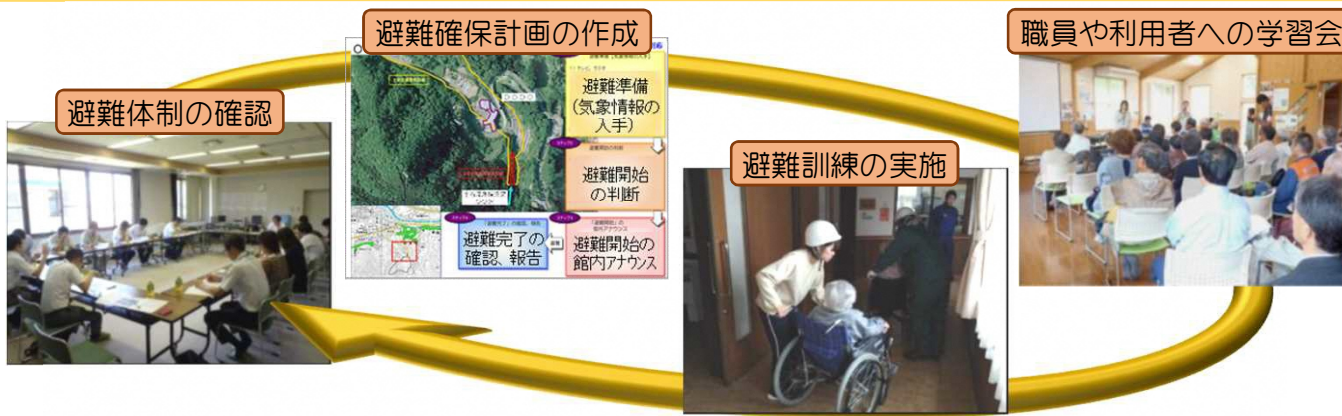 避難確保計画の作成
職員や利用者への学習会
避難体制の確認
避難準備
(気象情報の
入手)
避難訓練の実施
避難開始
の判断
避難完了の
確認、報告
避難開始の
館内アナウンス